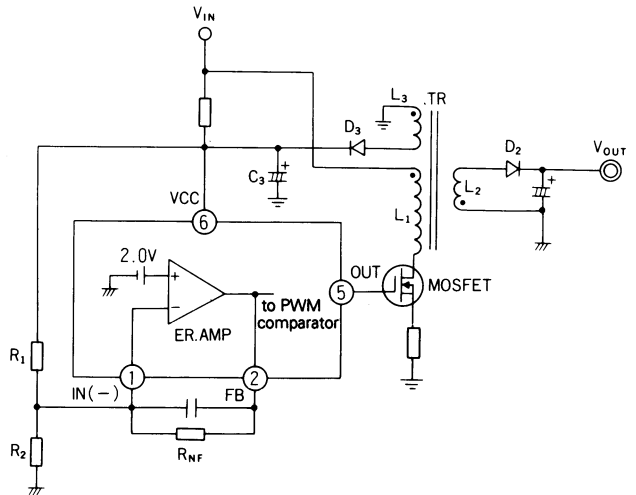 VIN
L3
TR
D3
D2
VOUT
C3
+
+
L2
VCC
L1
6
2.0V
+
−
OUT
5
MOSFET
to PWM
comparator
ER.AMP
R1
1
2
IN(−)
FB
R2
RNF